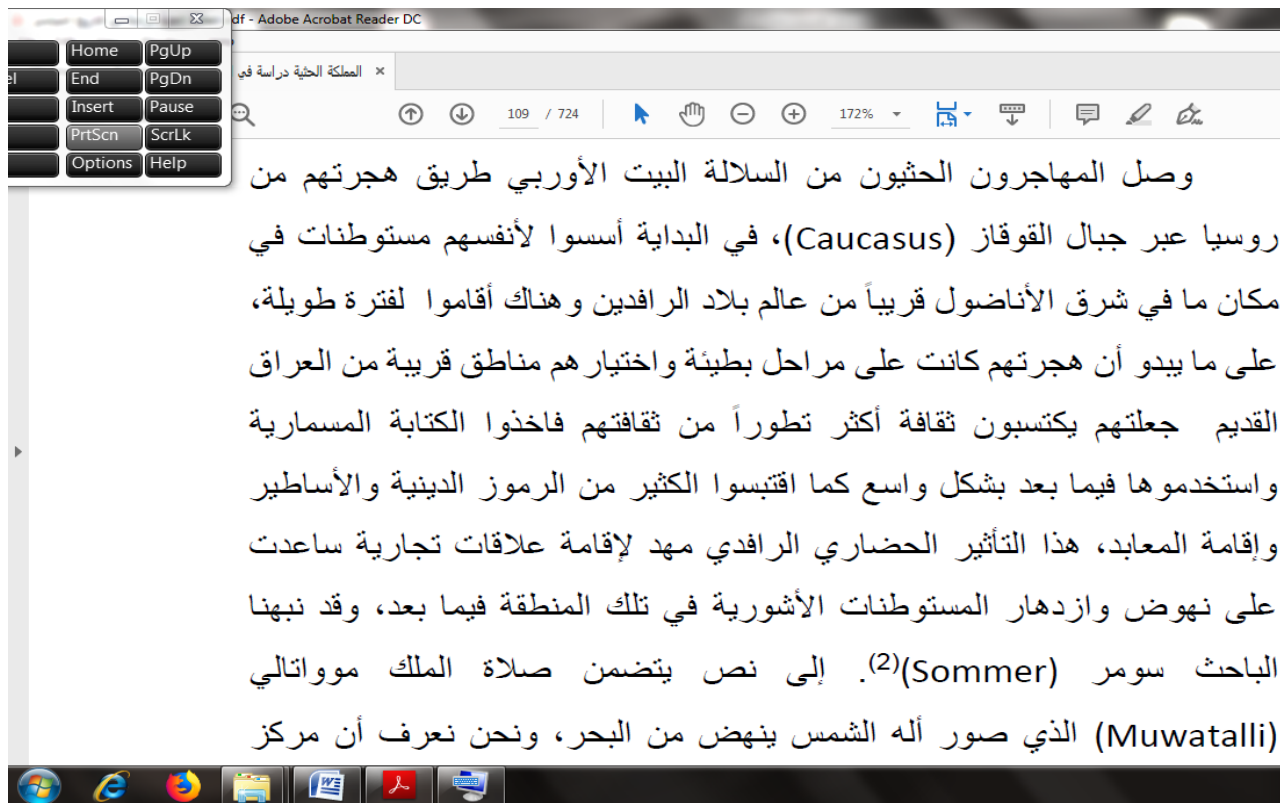 df - Adobe Acrobat Reader DC
Home PgUp
End PgDn
Insert Pause
PrtScn ScrLk
Options Help
المملكة الحثية دراسة في ×
109 / 724 172%
وصل المهاجرون الحثيون من السلالة البيت الأوربي طريق هجرتهم من
روسيا عبر جبال القوقاز (Caucasus)، في البداية أسسوا لأنفسهم مستوطنات في
مكان ما في شرق الأناضول قريباً من عالم بلاد الرافدين وهناك أقاموا لفترة طويلة،
على ما يبدو أن هجرتهم كانت على مراحل بطيئة واختيارهم مناطق قريبة من العراق
القديم جعلتهم يكتسبون ثقافة أكثر تطوراً من ثقافتهم فاخذوا الكتابة المسمارية
واستخدموها فيما بعد بشكل واسع كما اقتبسوا الكثير من الرموز الدينية والأساطير
وإقامة المعابد، هذا التأثير الحضاري الرافدي مهد لإقامة علاقات تجارية ساعدت
على نهوض وازدهار المستوطنات الأشورية في تلك المنطقة فيما بعد، وقد نبهنا
الباحث سومر (Sommer)(2). إلى نص يتضمن صلاة الملك موواتالي
(Muwatalli) الذي صور أله الشمس ينهض من البحر، ونحن نعرف أن مركز